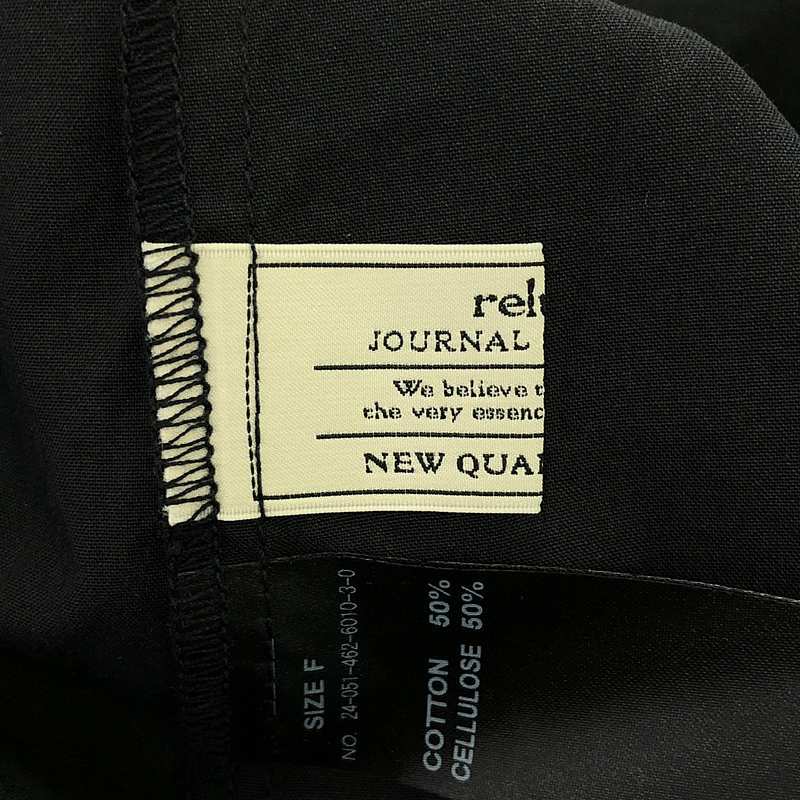 rel
JOURNAL
We believe
the very essenc
NEW QUA
SIZE F
NO. 24-051-462-6010-3-0
COTTON 50%
CELLULOSE 50%